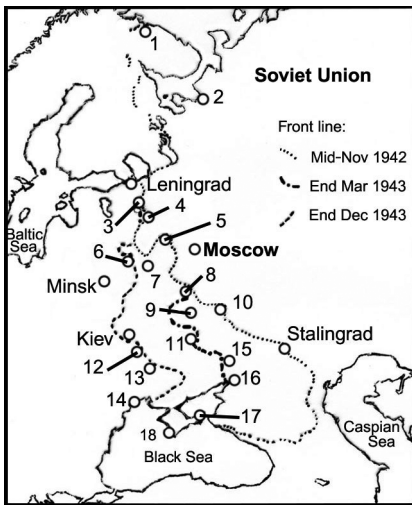 1
2
Soviet Union
Front line:
Mid-Nov 1942
End Mar 1943
End Dec 1943
Leningrad
3
4
5
Baltic
Sea
6
7
Moscow
Minsk
8
9
10
Kiev
11
Stalingrad
12
13
15
14
16
17
18
Caspian
Sea
Black Sea